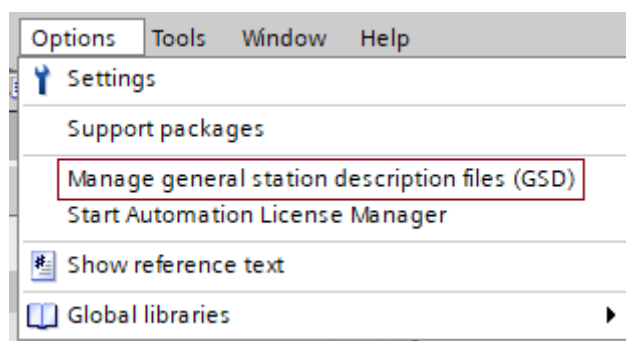 Options Tools Window Help
Settings
Support packages
Manage general station description files (GSD)
Start Automation License Manager
Show reference text
Global libraries